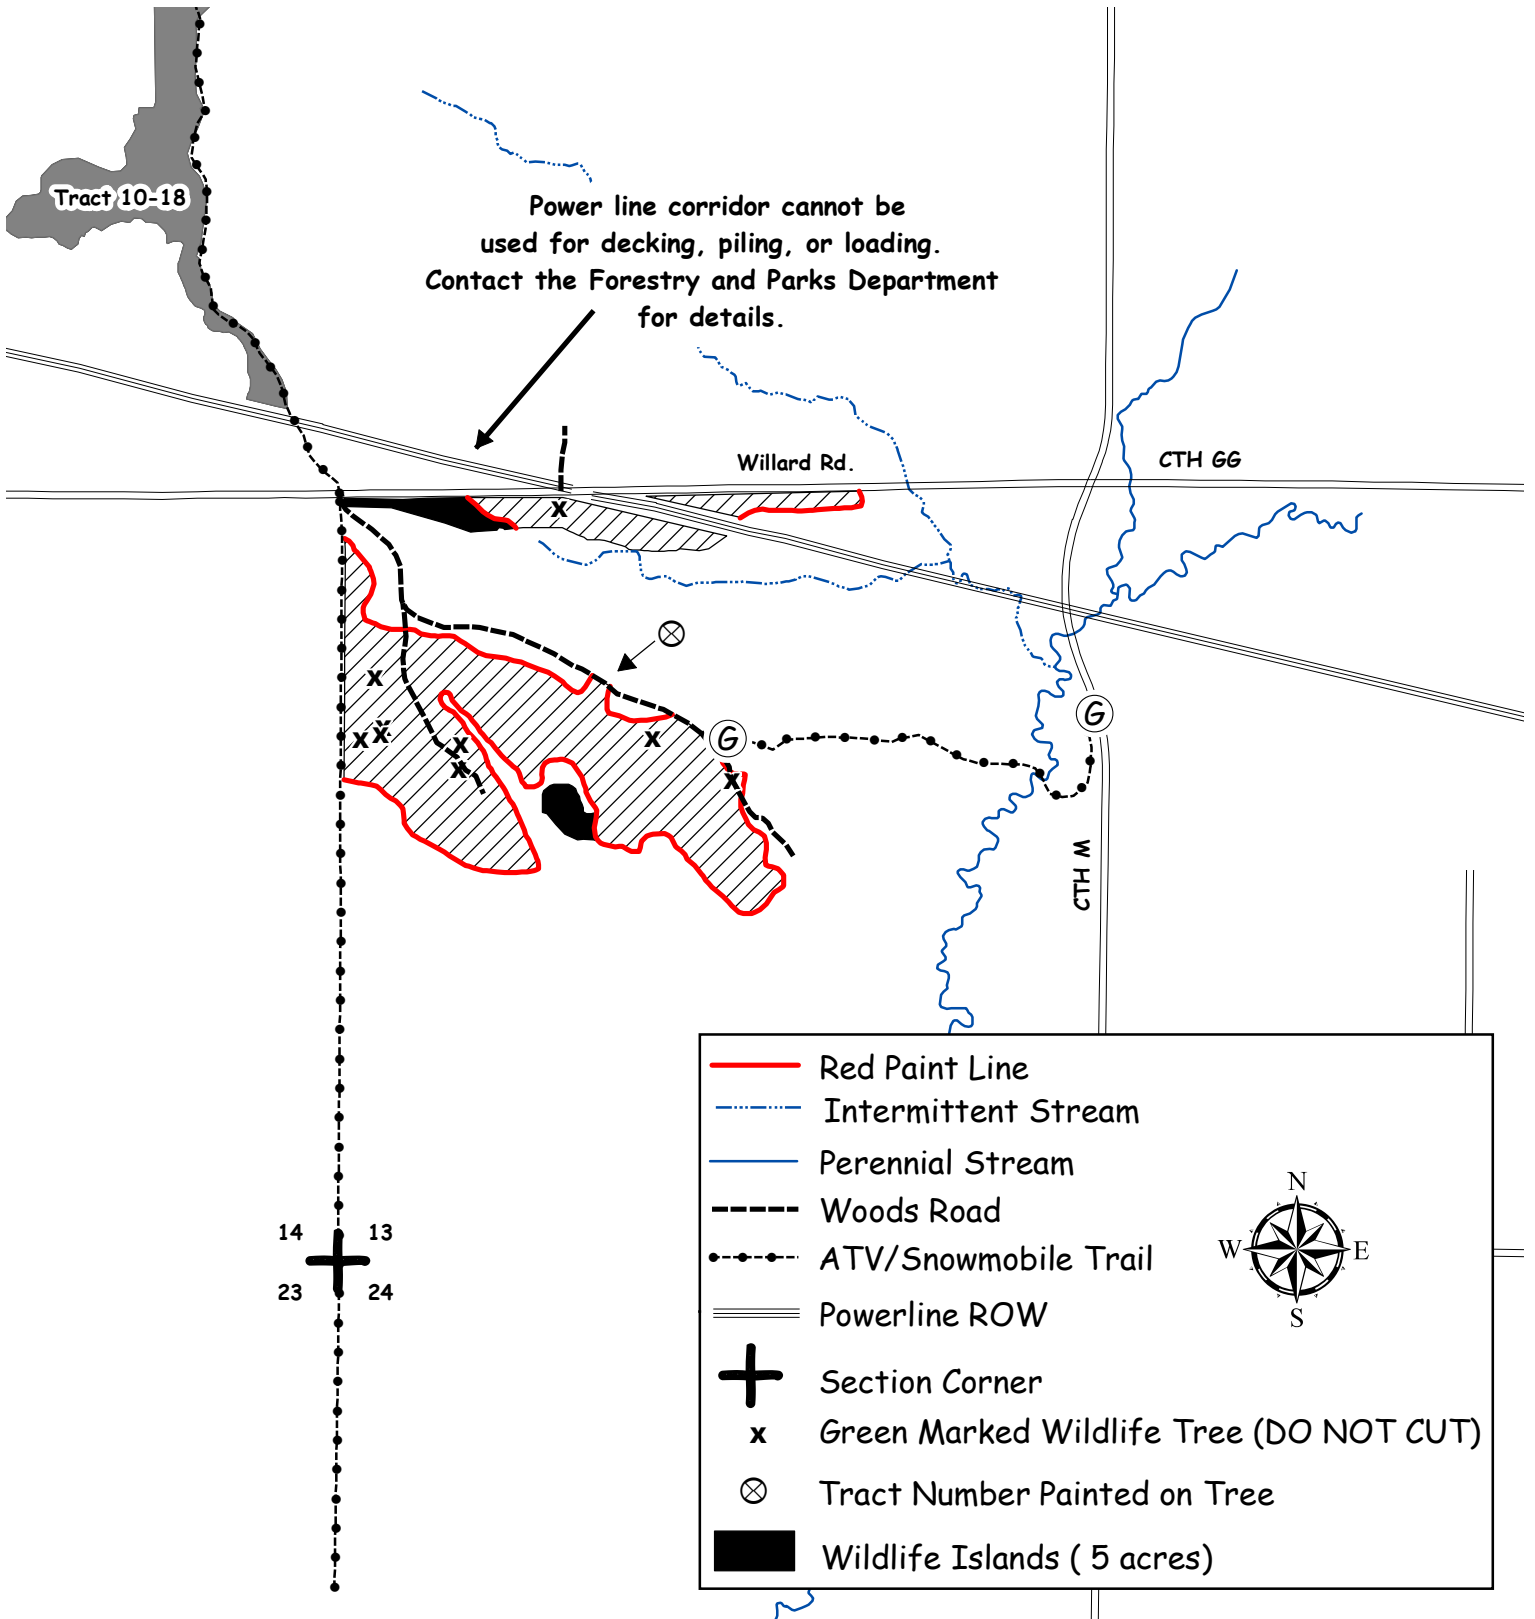 Tract 10-18
Power line corridor cannot be
used for decking, piling, or loading.
Contact the Forestry and Parks Department
for details.
Willard Rd.
CTH GG
x
x
x
x
x
x
x
x
x
G
G
CTH W
14 13
23 24
Red Paint Line
Intermittent Stream
Perennial Stream
Woods Road
ATV/Snowmobile Trail
Powerline ROW
Section Corner
x Green Marked Wildlife Tree (DO NOT CUT)
Tract Number Painted on Tree
Wildlife Islands ( 5 acres)
N
W E
S